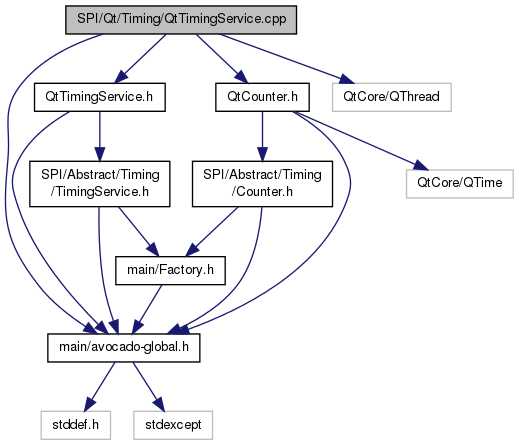 SPI/Qt/Timing/QtTimingService.cpp
QtTimingService.h
QtCounter.h
QtCore/QThread
SPI/Abstract/Timing
/TimingService.h
SPI/Abstract/Timing
/Counter.h
QtCore/QTime
main/Factory.h
main/avocado-global.h
stddef.h
stdexcept